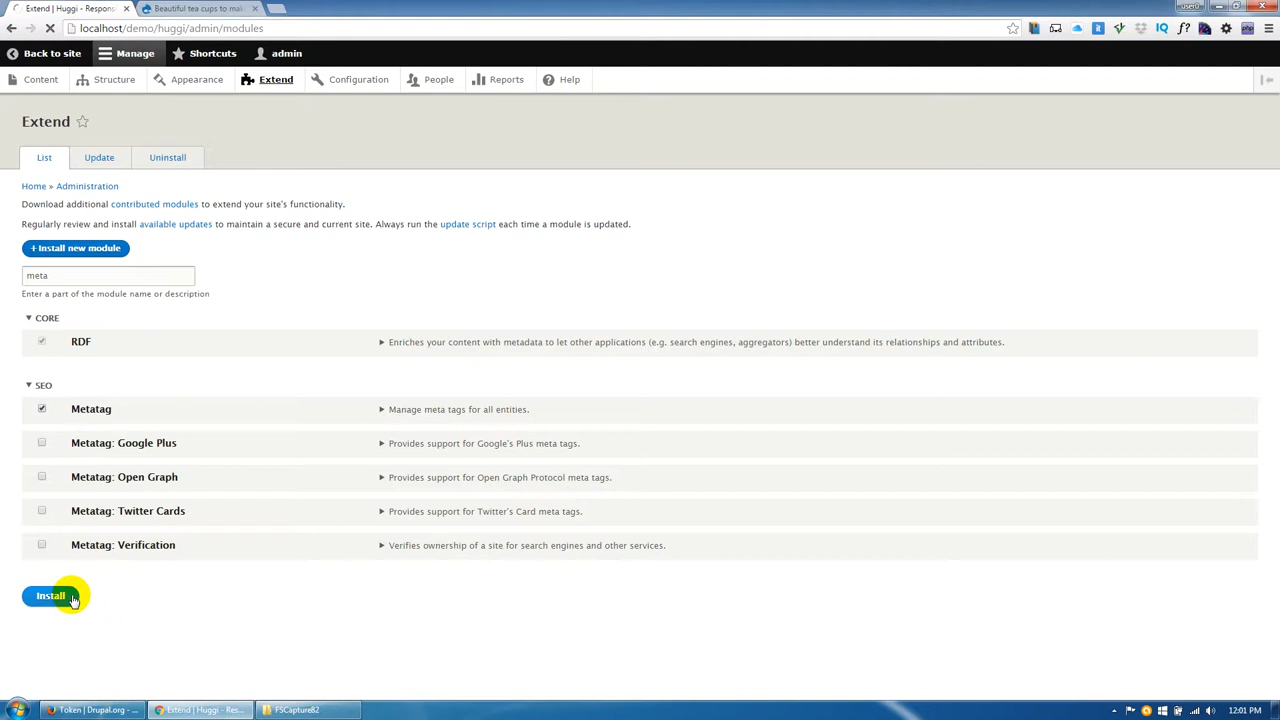 Extend | Huggi - Respons
Beautiful tea cups to mak
user0
localhost/demo/huggi/admin/modules
Back to site
Manage
Shortcuts
admin
Content
Structure
Appearance
Extend
Configuration
People
Reports
Help
Extend
List
Update
Uninstall
Home » Administration
Download additional contributed modules to extend your site's functionality.
Regularly review and install available updates to maintain a secure and current site. Always run the update script each time a module is updated.
+Install new module
meta
Enter a part of the module name or description
CORE
RDF
Enriches your content with metadata to let other applications (e.g. search engines, aggregators) better understand its relationships and attributes.
SEO
Metatag
Manage meta tags for all entities.
Metatag: Google Plus
Provides support for Google's Plus meta tags.
Metatag: Open Graph
Provides support for Open Graph Protocol meta tags.
Metatag: Twitter Cards
Provides support for Twitter's Card meta tags.
Metatag: Verification
Verifies ownership of a site for search engines and other services.
Install
Token | Drupal.org - ...
Extend | Huggi - Res...
FSCapture82
12:01 PM